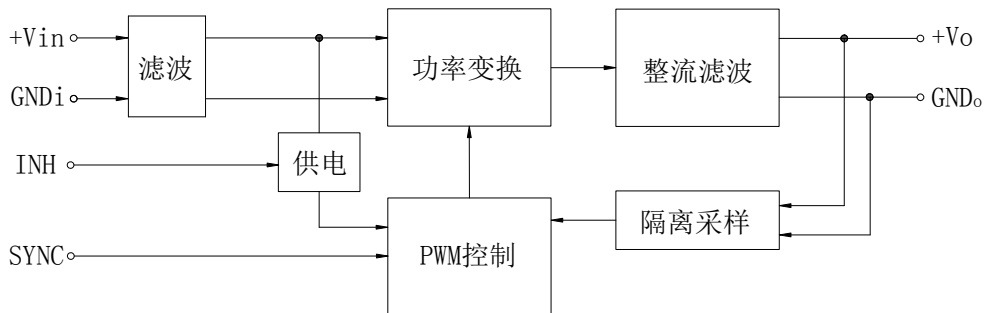 +Vin
滤波
功率变换
整流滤波
+Vo
GNDi
GNDo
INH
供电
隔离采样
SYNC
PWM控制